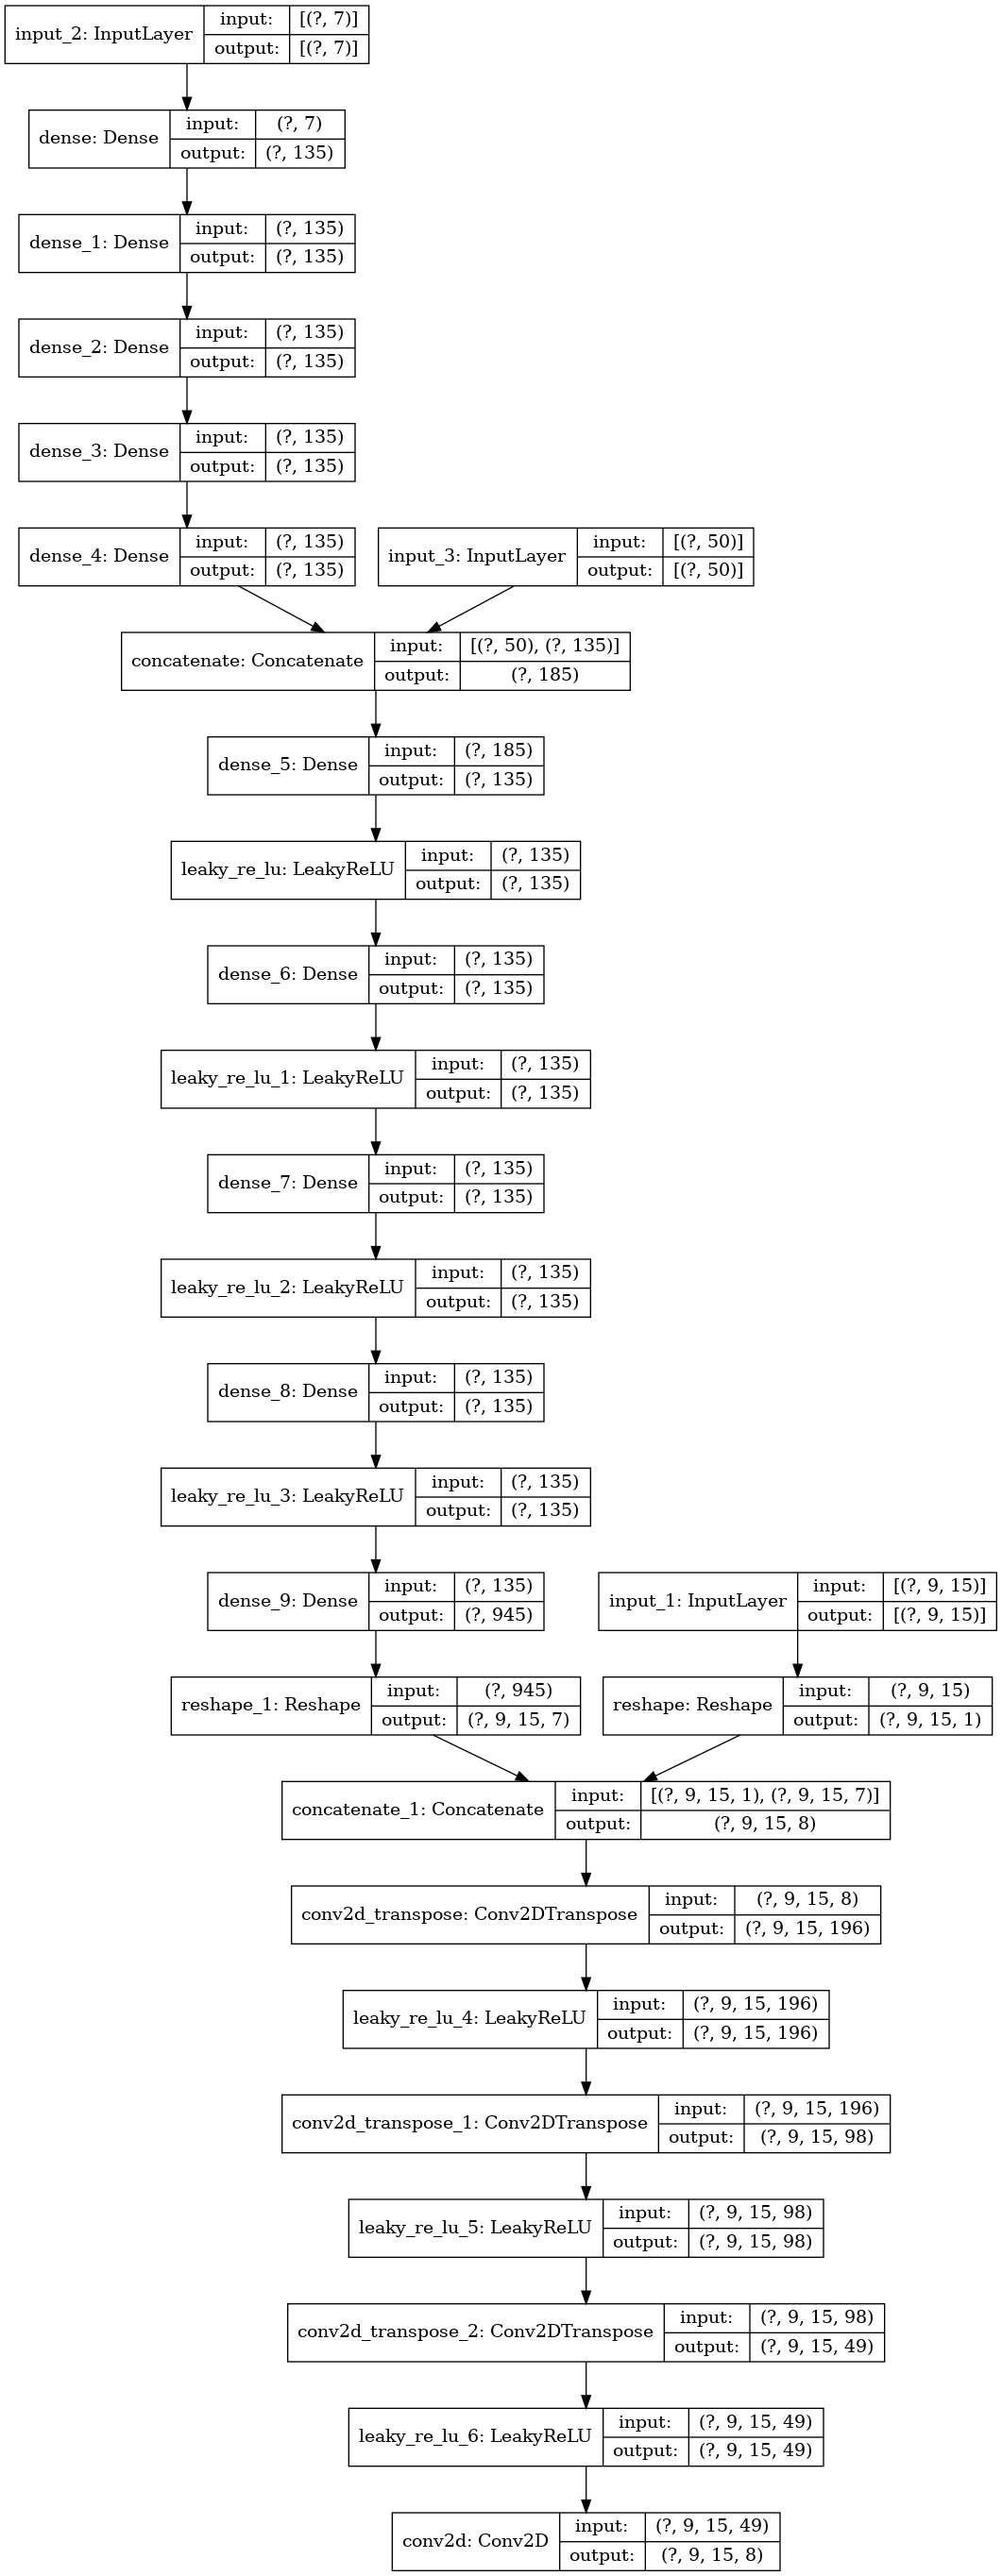 input_2: InputLayer
input: [(?, 7)]
output: [(?, 7)]
dense: Dense
input: (?, 7)
output: (?, 135)
dense_1: Dense
input: (?, 135)
output: (?, 135)
dense_2: Dense
input: (?, 135)
output: (?, 135)
dense_3: Dense
input: (?, 135)
output: (?, 135)
dense_4: Dense
input: (?, 135)
output: (?, 135)
input_3: InputLayer
input: [(?, 50)]
output: [(?, 50)]
concatenate: Concatenate
input: [(?, 50), (?, 135)]
output: (?, 185)
dense_5: Dense
input: (?, 185)
output: (?, 135)
leaky_re_lu: LeakyReLU
input: (?, 135)
output: (?, 135)
dense_6: Dense
input: (?, 135)
output: (?, 135)
leaky_re_lu_1: LeakyReLU
input: (?, 135)
output: (?, 135)
dense_7: Dense
input: (?, 135)
output: (?, 135)
leaky_re_lu_2: LeakyReLU
input: (?, 135)
output: (?, 135)
dense_8: Dense
input: (?, 135)
output: (?, 135)
leaky_re_lu_3: LeakyReLU
input: (?, 135)
output: (?, 135)
dense_9: Dense
input: (?, 135)
output: (?, 945)
input_1: InputLayer
input: [(?, 9, 15)]
output: [(?, 9, 15)]
reshape_1: Reshape
input: (?, 945)
output: (?, 9, 15, 7)
reshape: Reshape
input: (?, 9, 15)
output: (?, 9, 15, 1)
concatenate_1: Concatenate
input: [(?, 9, 15, 1), (?, 9, 15, 7)]
output: (?, 9, 15, 8)
conv2d_transpose: Conv2DTranspose
input: (?, 9, 15, 8)
output: (?, 9, 15, 196)
leaky_re_lu_4: LeakyReLU
input: (?, 9, 15, 196)
output: (?, 9, 15, 196)
conv2d_transpose_1: Conv2DTranspose
input: (?, 9, 15, 196)
output: (?, 9, 15, 98)
leaky_re_lu_5: LeakyReLU
input: (?, 9, 15, 98)
output: (?, 9, 15, 98)
conv2d_transpose_2: Conv2DTranspose
input: (?, 9, 15, 98)
output: (?, 9, 15, 49)
leaky_re_lu_6: LeakyReLU
input: (?, 9, 15, 49)
output: (?, 9, 15, 49)
conv2d: Conv2D
input: (?, 9, 15, 49)
output: (?, 9, 15, 8)